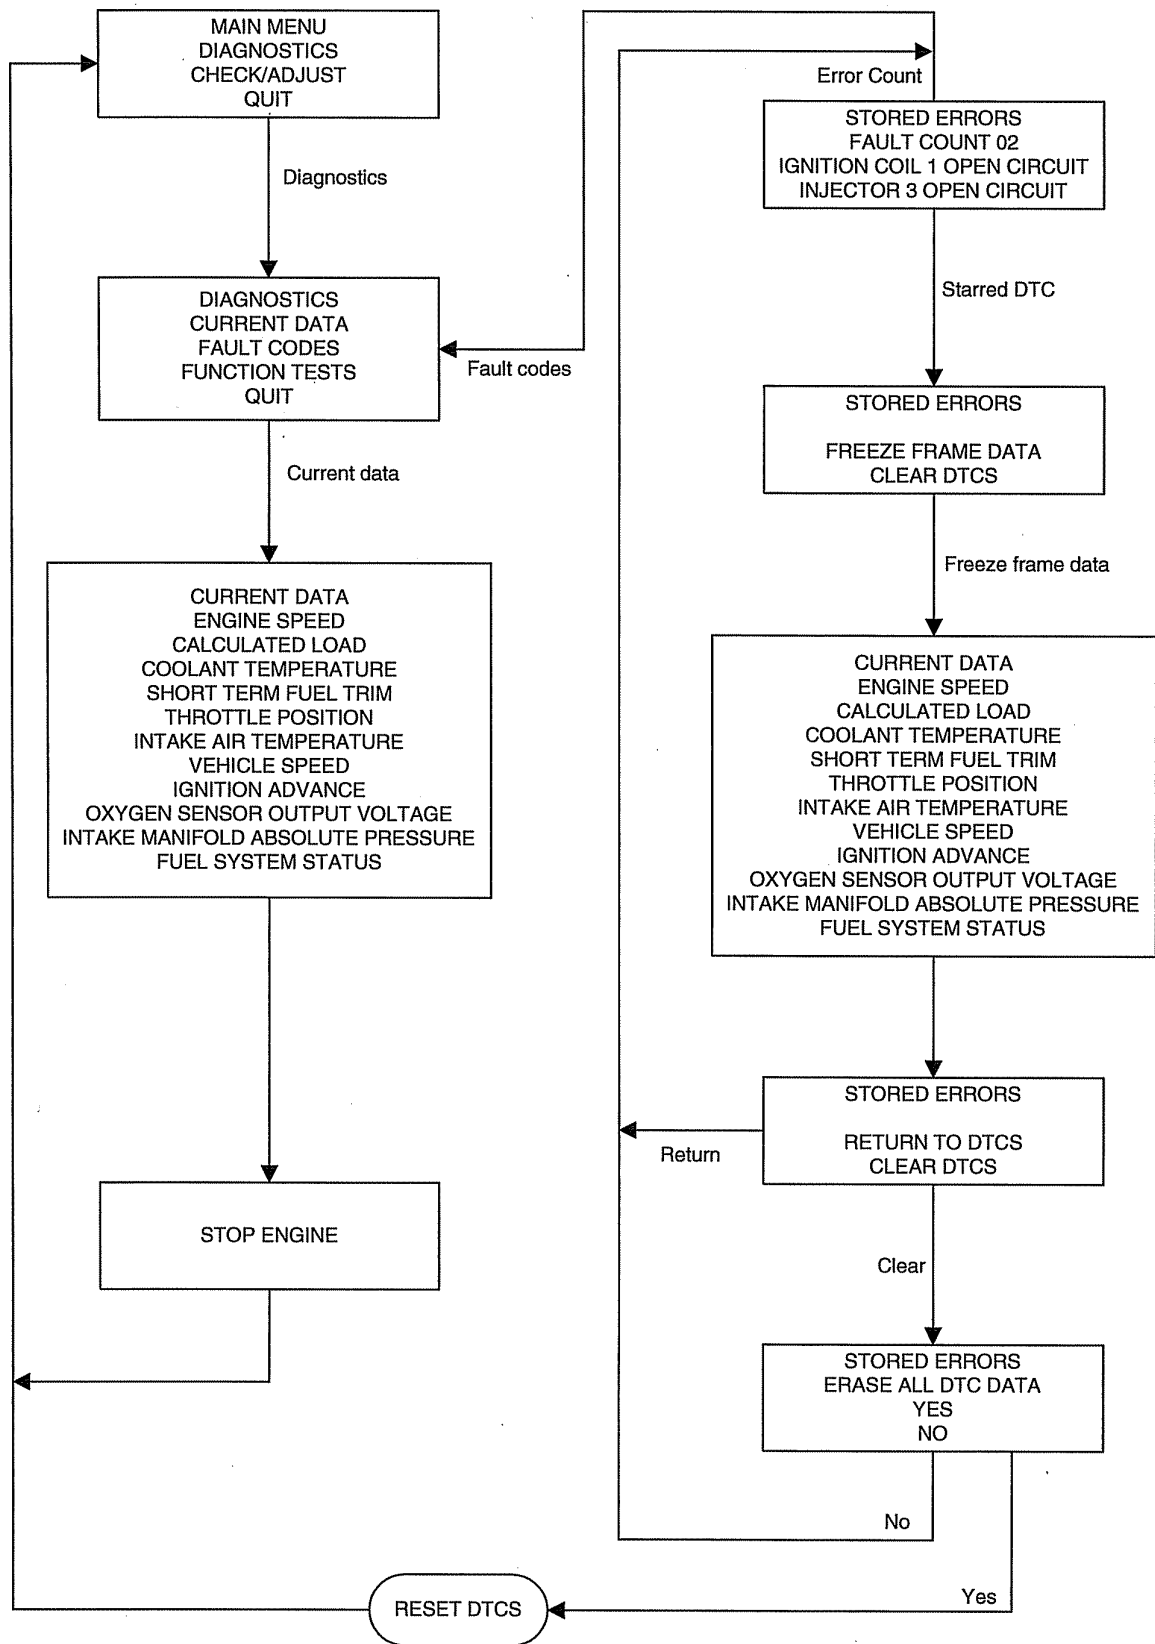 MAIN MENU
DIAGNOSTICS
CHECK/ADJUST
QUIT
Diagnostics
DIAGNOSTICS
CURRENT DATA
FAULT CODES
FUNCTION TESTS
QUIT
Fault codes
Current data
CURRENT DATA
ENGINE SPEED
CALCULATED LOAD
COOLANT TEMPERATURE
SHORT TERM FUEL TRIM
THROTTLE POSITION
INTAKE AIR TEMPERATURE
VEHICLE SPEED
IGNITION ADVANCE
OXYGEN SENSOR OUTPUT VOLTAGE
INTAKE MANIFOLD ABSOLUTE PRESSURE
FUEL SYSTEM STATUS
STOP ENGINE
Error Count
STORED ERRORS
FAULT COUNT 02
IGNITION COIL 1 OPEN CIRCUIT
INJECTOR 3 OPEN CIRCUIT
Starred DTC
STORED ERRORS
FREEZE FRAME DATA
CLEAR DTCS
Freeze frame data
CURRENT DATA
ENGINE SPEED
CALCULATED LOAD
COOLANT TEMPERATURE
SHORT TERM FUEL TRIM
THROTTLE POSITION
INTAKE AIR TEMPERATURE
VEHICLE SPEED
IGNITION ADVANCE
OXYGEN SENSOR OUTPUT VOLTAGE
INTAKE MANIFOLD ABSOLUTE PRESSURE
FUEL SYSTEM STATUS
STORED ERRORS
RETURN TO DTCS
CLEAR DTCS
Return
Clear
STORED ERRORS
ERASE ALL DTC DATA
YES
NO
No
Yes
RESET DTCS